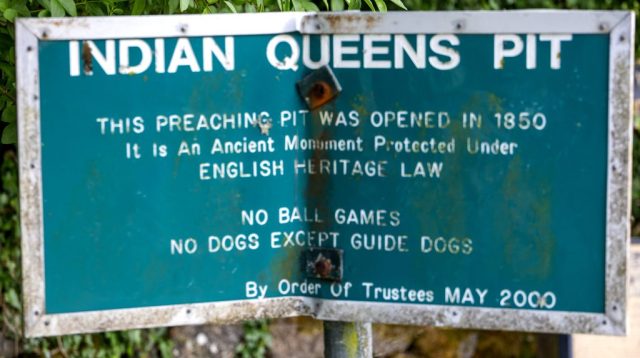 INDIAN QUEENS PIT
THIS PREACHING PIT WAS OPENED IN 1850
It Is An Ancient Monument Protected Under
ENGLISH HERITAGE LAW
NO BALL GAMES
NO DOGS EXCEPT GUIDE DOGS
By Order Of Trustees MAY 2000